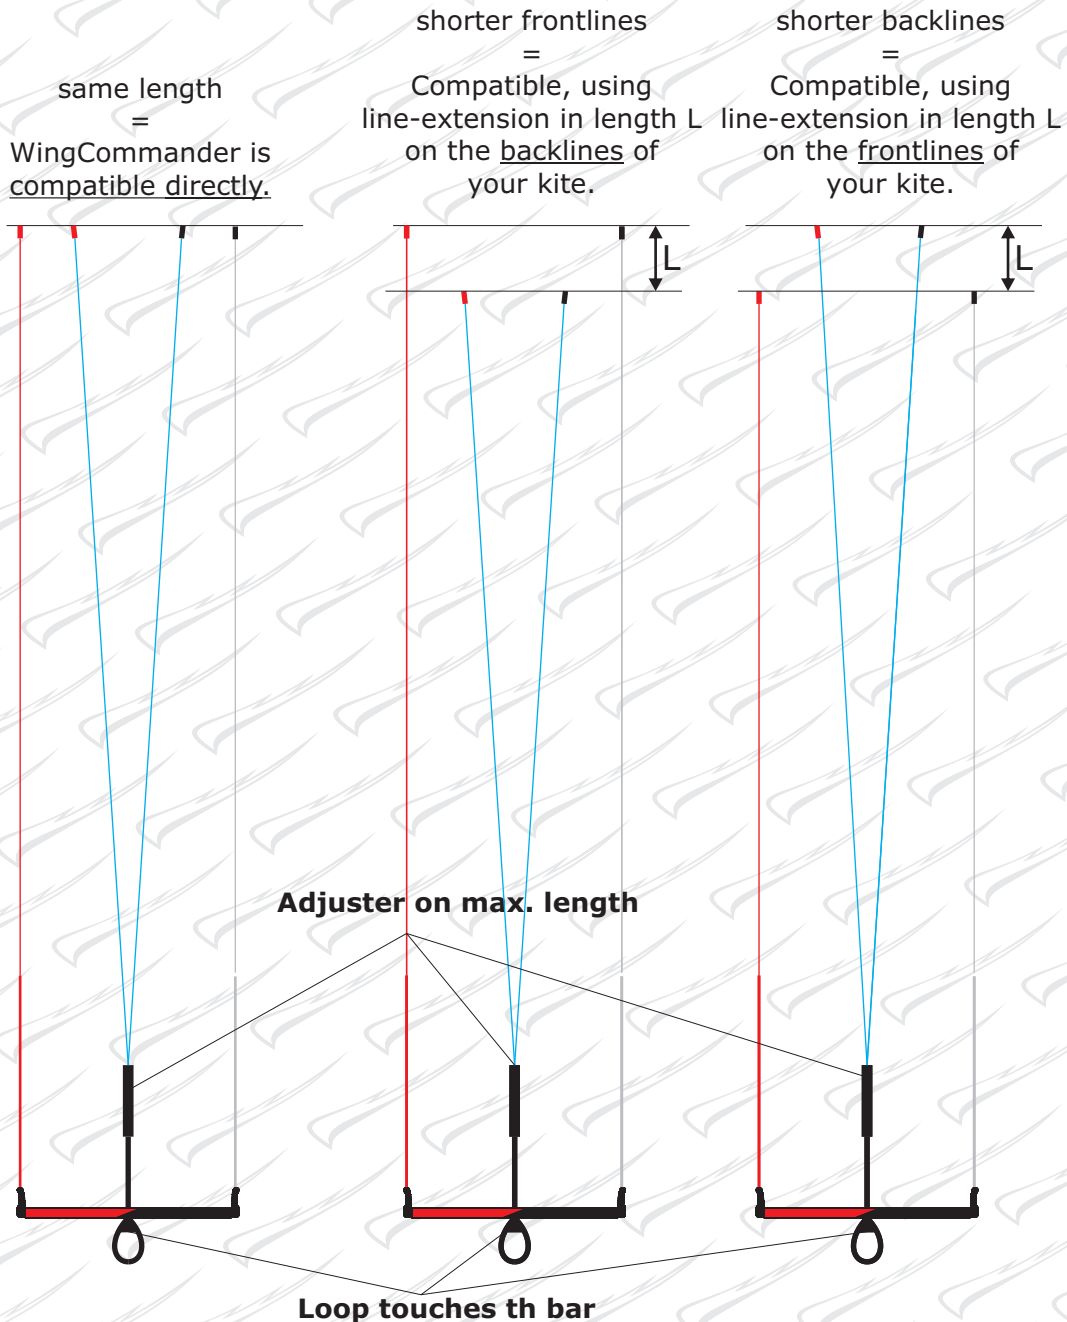 same length
=
WingCommander is
compatible directly.
shorter frontlines
=
Compatible, using
line-extension in length L
on the backlines of
your kite.
shorter backlines
=
Compatible, using
line-extension in length L
on the frontlines of
your kite.
L
L
Adjuster on max. length
Loop touches th bar